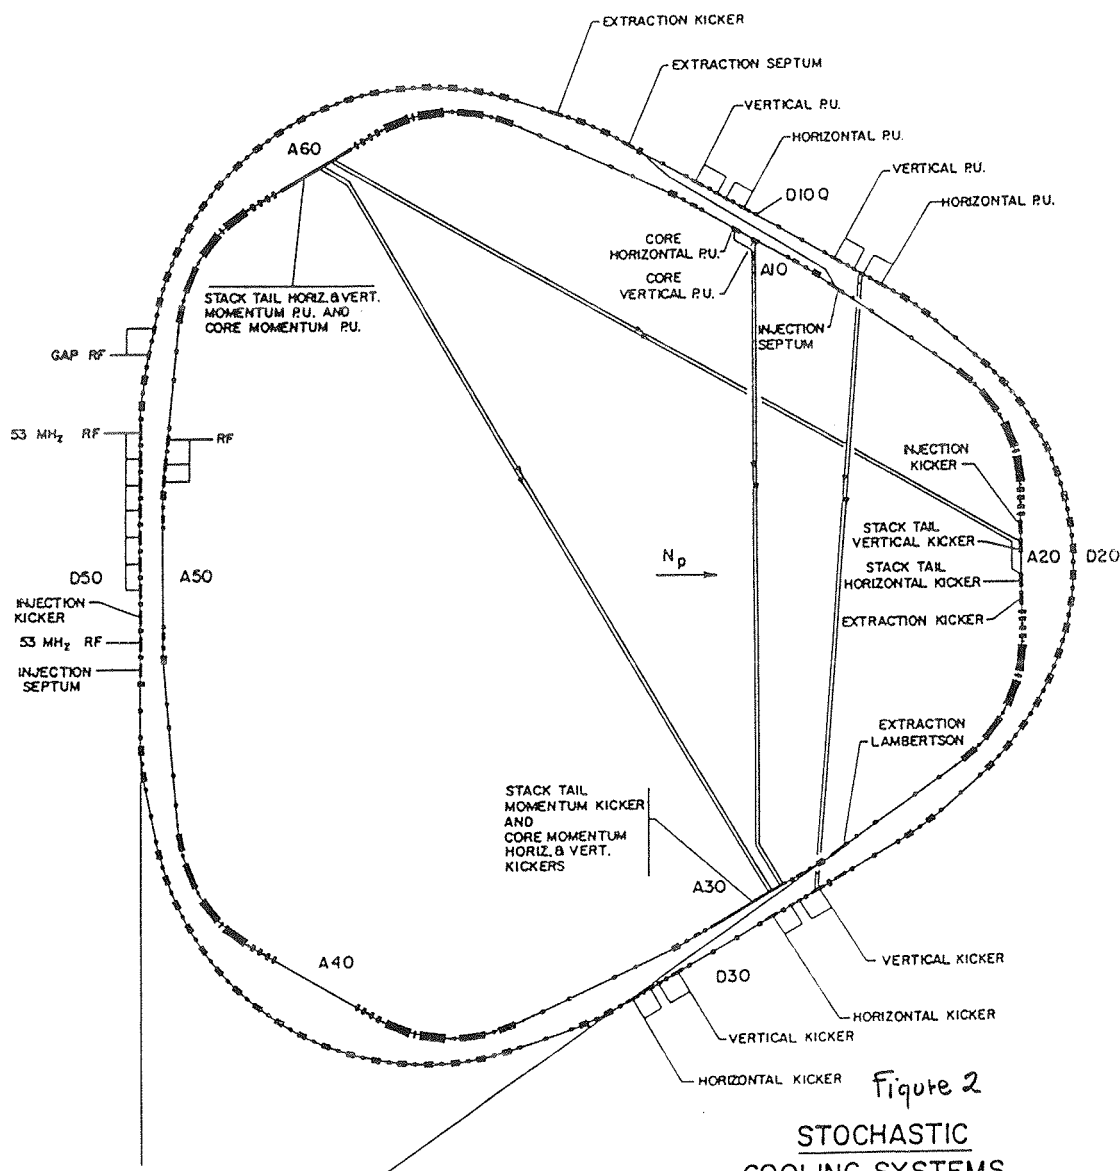 EXTRACTION KICKER
EXTRACTION SEPTUM
VERTICAL P.U.
HORIZONTAL P.U.
VERTICAL P.U.
D10Q
HORIZONTAL P.U.
A60
CORE
HORIZONTAL P.U.
A10
CORE
VERTICAL P.U.
STACK TAIL HORIZ. & VERT.
MOMENTUM P.U. AND
CORE MOMENTUM P.U.
INJECTION
SEPTUM
GAP RF
53 MHz RF
RF
INJECTION
KICKER
STACK TAIL
VERTICAL KICKER
A20
D20
STACK TAIL
HORIZONTAL KICKER
EXTRACTION KICKER
Np
D50
A50
INJECTION
KICKER
53 MHz RF
INJECTION
SEPTUM
EXTRACTION
LAMBERTSON
STACK TAIL
MOMENTUM KICKER
AND
CORE MOMENTUM
HORIZ. & VERT.
KICKERS
A30
A40
D30
VERTICAL KICKER
HORIZONTAL KICKER
VERTICAL KICKER
HORIZONTAL KICKER
Figure 2
STOCHASTIC
COOLING SYSTEMS